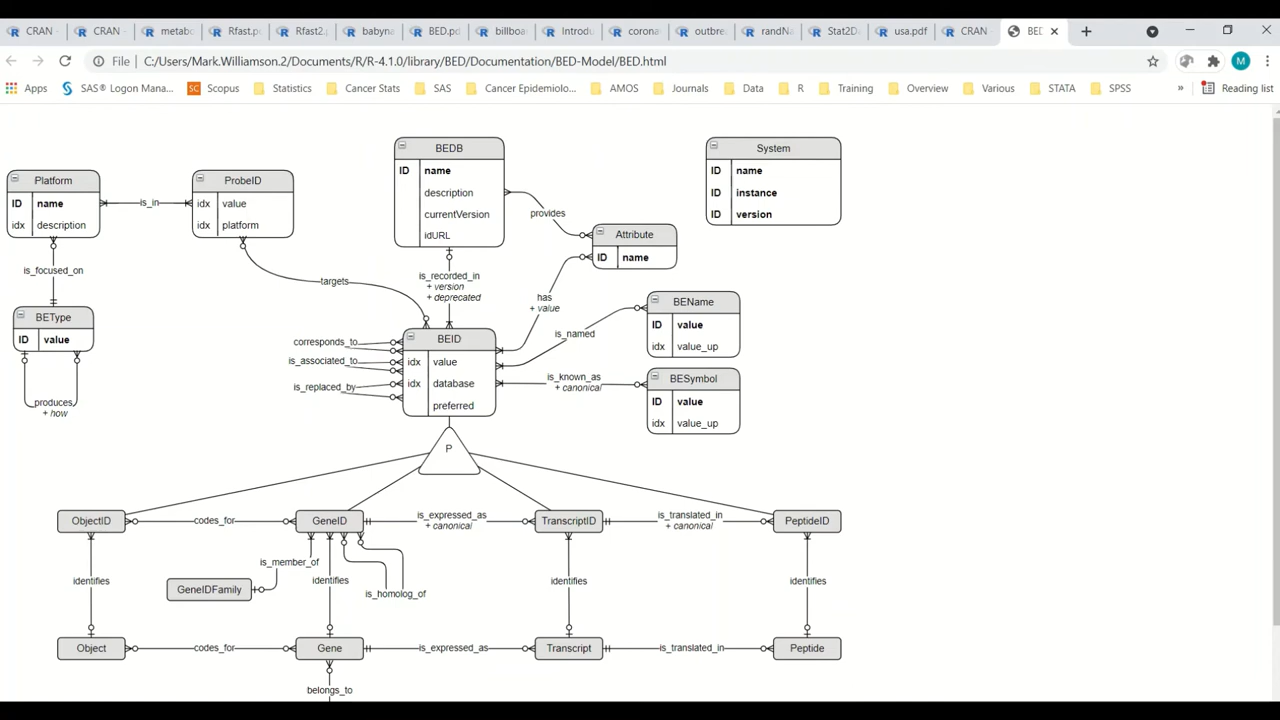 CRAN
CRAN
metabo
Rfast.p
Rfast2.
babyna
BED.pd
billboa
Introdu
corona
outbre
randN
Stat2D
usa.pdf
CRAN
BED
File | C:/Users/Mark.Williamson.2/Documents/R/R-4.1.0/library/BED/Documentation/BED-Model/BED.html
M
Apps
SAS® Logon Mana...
SC Scopus
Statistics
Cancer Stats
SAS
Cancer Epidemiolo...
AMOS
Journals
Data
R
Training
Overview
Various
STATA
SPSS
»
Reading list
BEDB
ID name
description
currentVersion
idURL
System
ID name
ID instance
ID version
Platform
ID name
idx description
is_in
ProbeID
idx value
idx platform
provides
Attribute
ID name
is_focused_on
targets
is_recorded_in
+ version
+ deprecated
has
+ value
BEType
ID value
produces
+ how
BEName
ID value
idx value_up
is_named
corresponds_to
is_associated_to
is_replaced_by
BEID
idx value
idx database
preferred
is_known_as
+ canonical
BESymbol
ID value
idx value_up
P
ObjectID
codes_for
GeneID
is_expressed_as
+ canonical
TranscriptID
is_translated_in
+ canonical
PeptideID
is_member_of
identifies
GeneIDFamily
identifies
is_homolog_of
identifies
identifies
Object
codes_for
Gene
is_expressed_as
Transcript
is_translated_in
Peptide
belongs_to